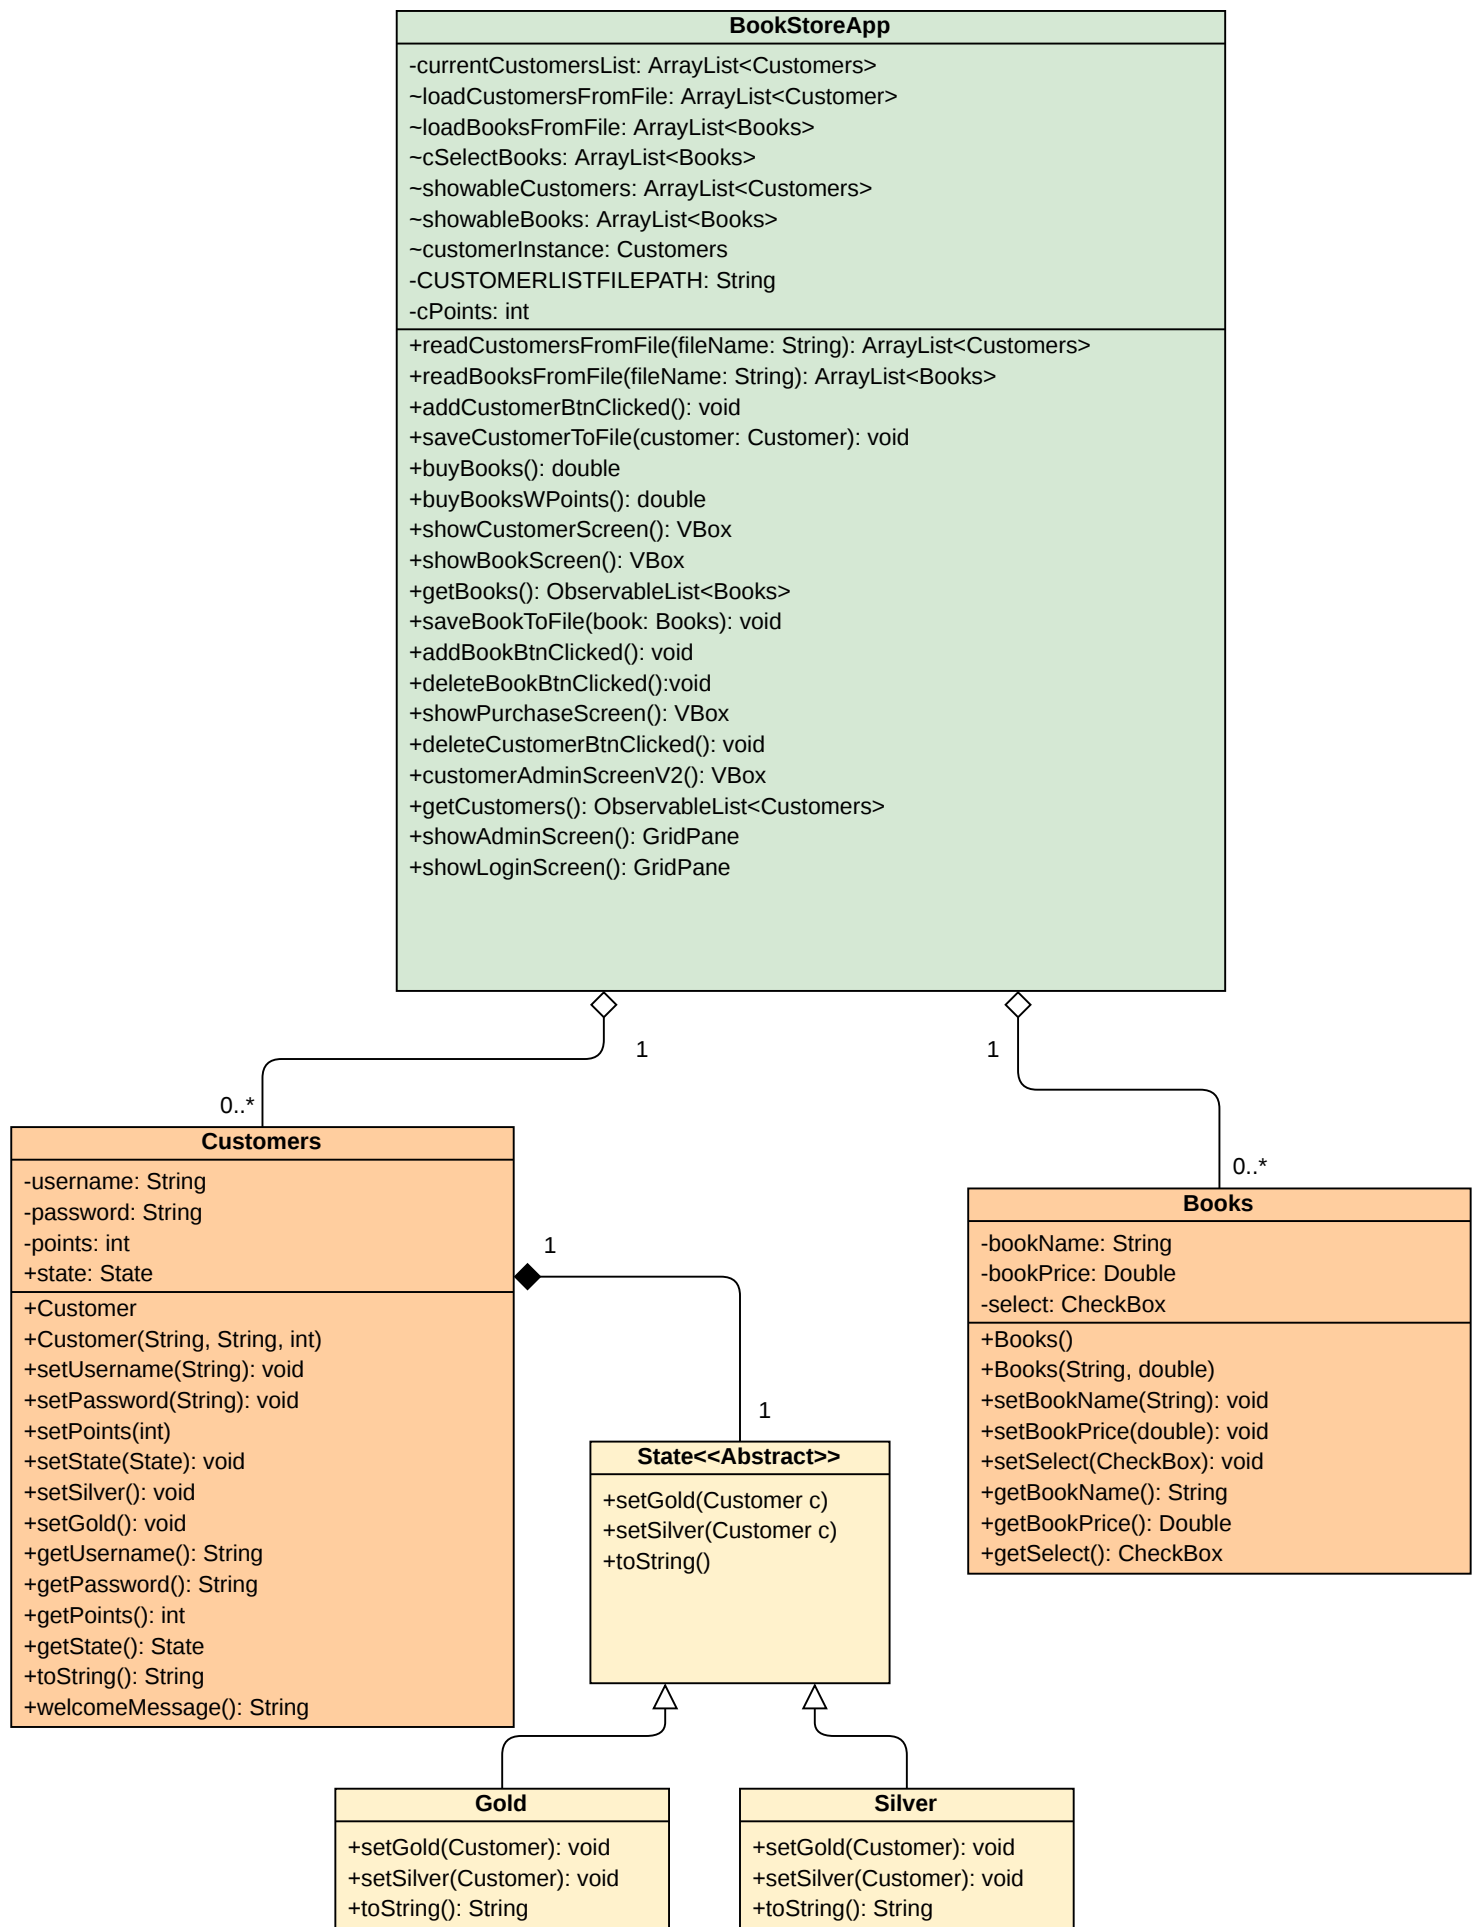 BookStoreApp
-currentCustomersList: ArrayList<Customers>
~loadCustomersFromFile: ArrayList<Customer>
~loadBooksFromFile: ArrayList<Books>
~cSelectBooks: ArrayList<Books>
~showableCustomers: ArrayList<Customers>
~showableBooks: ArrayList<Books>
~customerInstance: Customers
-CUSTOMERLISTFILEPATH: String
-cPoints: int
+readCustomersFromFile(fileName: String): ArrayList<Customers>
+readBooksFromFile(fileName: String): ArrayList<Books>
+addCustomerBtnClicked(): void
+saveCustomerToFile(customer: Customer): void
+buyBooks(): double
+buyBooksWPoints(): double
+showCustomerScreen(): VBox
+showBookScreen(): VBox
+getBooks(): ObservableList<Books>
+saveBookToFile(book: Books): void
+addBookBtnClicked(): void
+deleteBookBtnClicked():void
+showPurchaseScreen(): VBox
+deleteCustomerBtnClicked(): void
+customerAdminScreenV2(): VBox
+getCustomers(): ObservableList<Customers>
+showAdminScreen(): GridPane
+showLoginScreen(): GridPane
1
1
0..*
0..*
Customers
-username: String
-password: String
-points: int
+state: State
+Customer
+Customer(String, String, int)
+setUsername(String): void
+setPassword(String): void
+setPoints(int)
+setState(State): void
+setSilver(): void
+setGold(): void
+getUsername(): String
+getPassword(): String
+getPoints(): int
+getState(): State
+toString(): String
+welcomeMessage(): String
1
1
Books
-bookName: String
-bookPrice: Double
-select: CheckBox
+Books()
+Books(String, double)
+setBookName(String): void
+setBookPrice(double): void
+setSelect(CheckBox): void
+getBookName(): String
+getBookPrice(): Double
+getSelect(): CheckBox
State<<Abstract>>
+setGold(Customer c)
+setSilver(Customer c)
+toString()
Gold
+setGold(Customer): void
+setSilver(Customer): void
+toString(): String
Silver
+setGold(Customer): void
+setSilver(Customer): void
+toString(): String